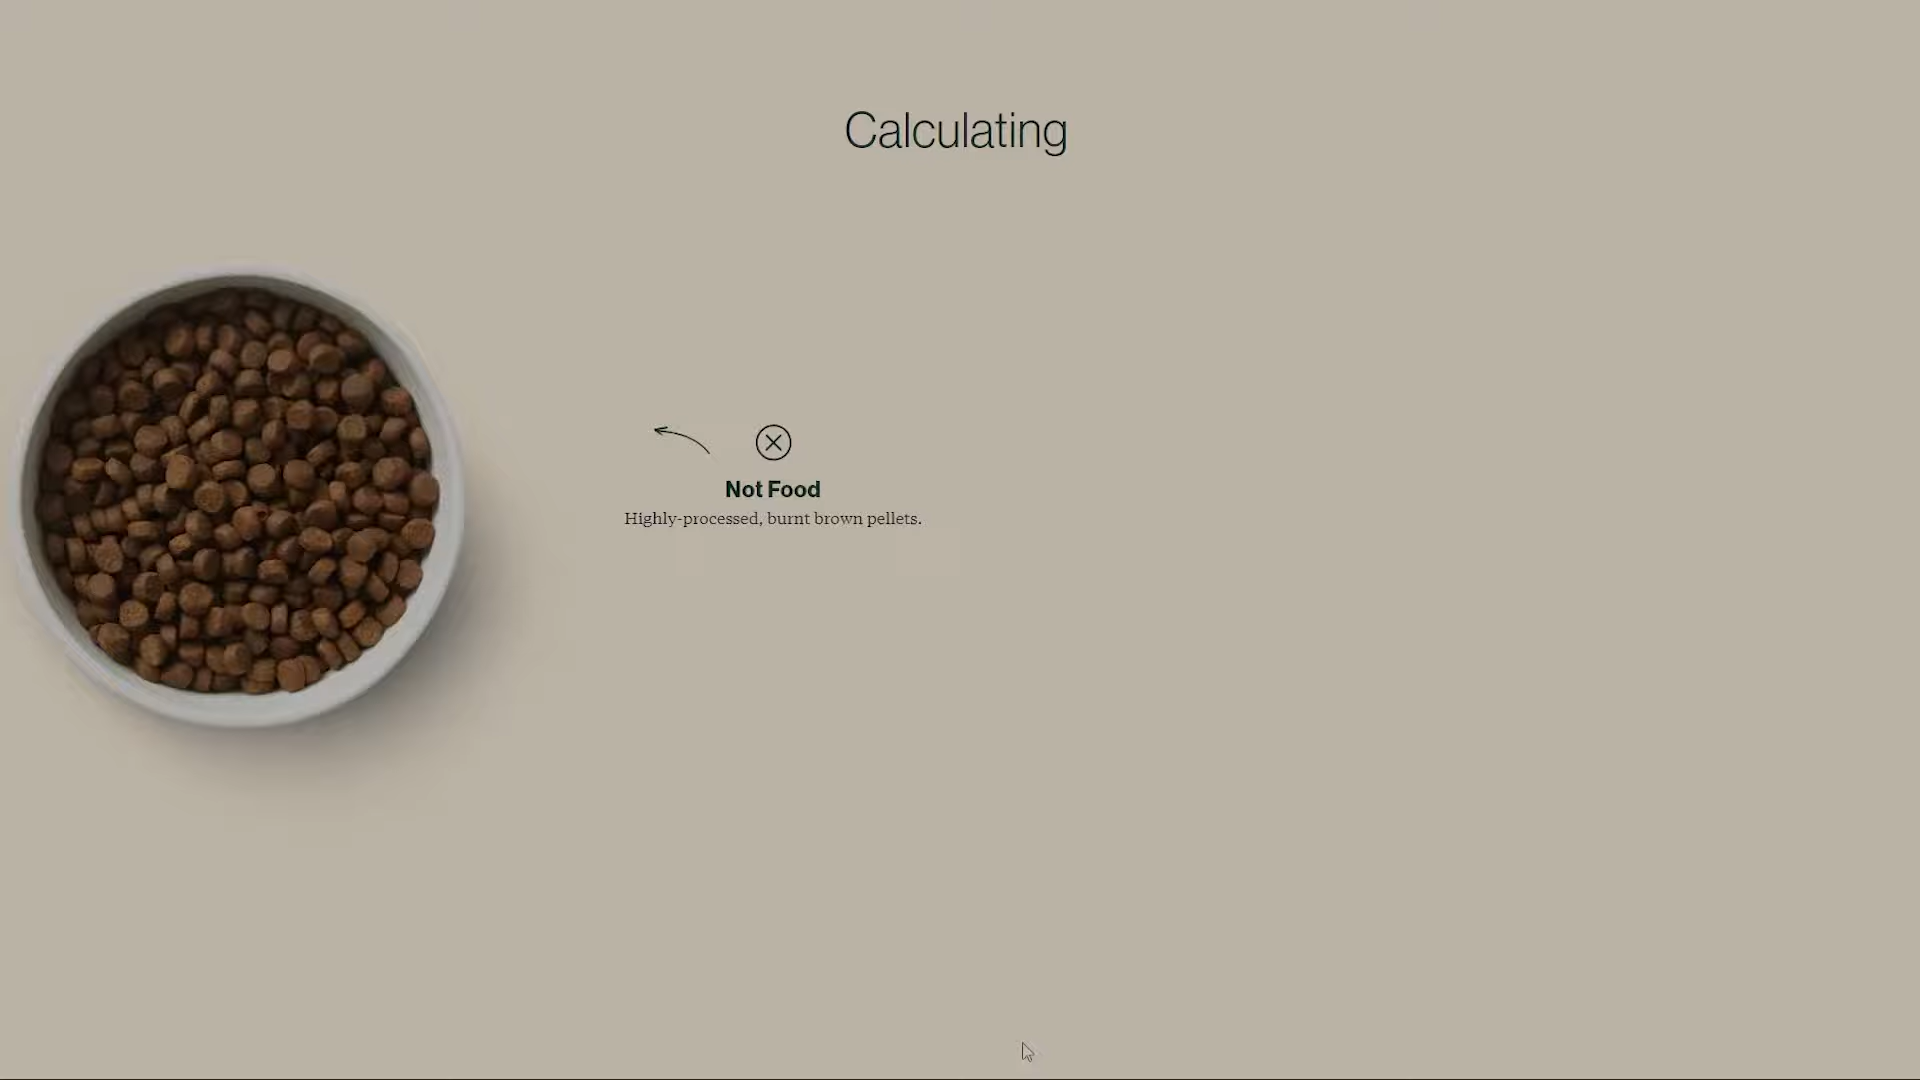 Calculating
Not Food
Highly-processed, burnt brown pellets.